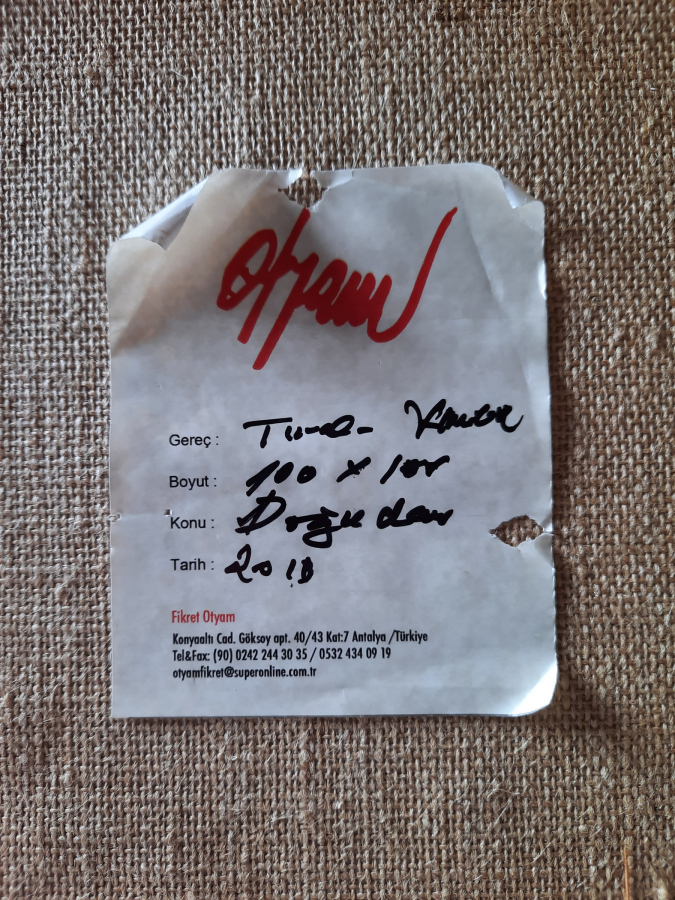 Otyam
Gereç :
Boyut : 100 x 100
Konu : Doğudan
Tarih : 2010
Fikret Otyam
Konyaaltı Cad. Göksoy apt. 40/43 Kat:7 Antalya /Türkiye
Tel&Fax: (90) 0242 244 30 35 / 0532 434 09 19
otyamfikret@superonline.com.tr